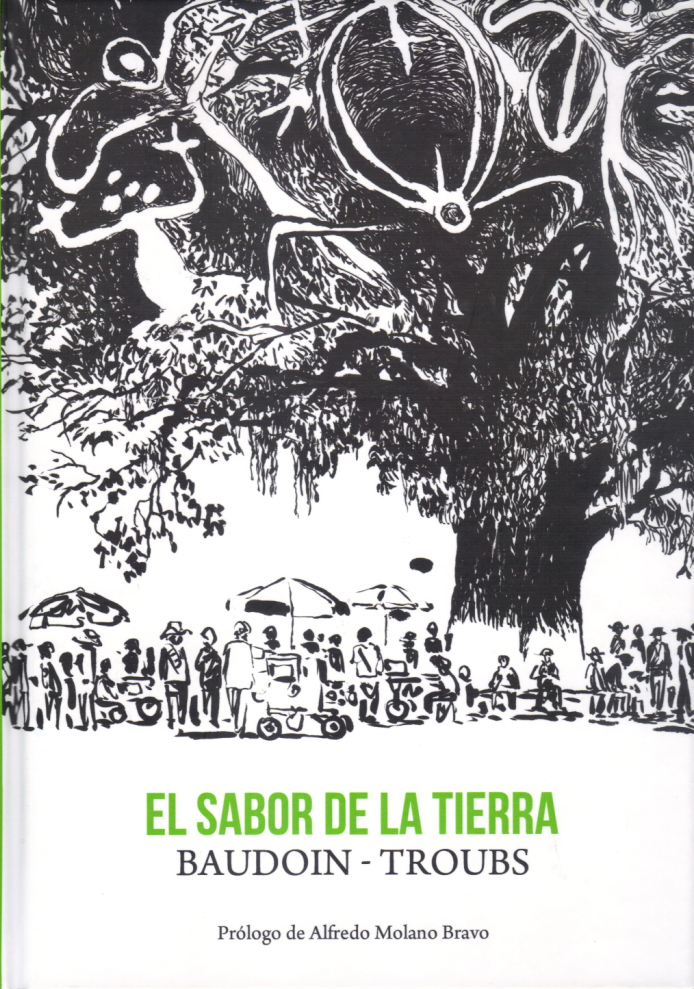 EL SABOR DE LA TIERRA
BAUDOIN - TROUBS
Prólogo de Alfredo Molano Bravo